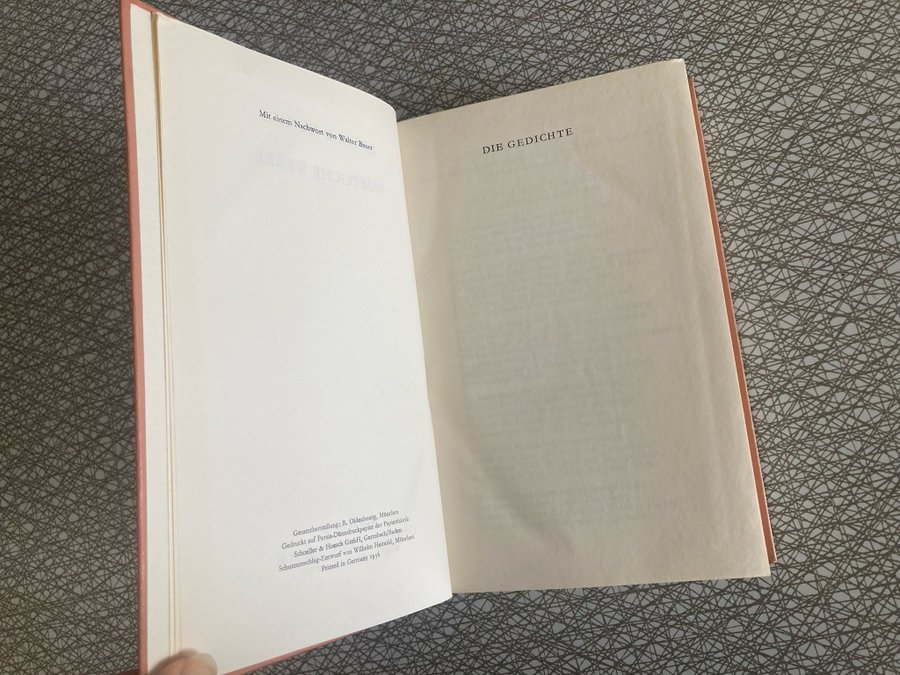 Mit einem Nachwort von Walter Bauer
Gesamtherstellung: R. Oldenbourg, München
Gedruckt auf Persia-Dünndruckpapier der Papierfabrik
Schoeller & Hoesch GmbH, Gernsbach/Baden
Schutzumschlag-Entwurf von Wilhelm Heinold, München
Printed in Germany 1976
DIE GEDICHTE